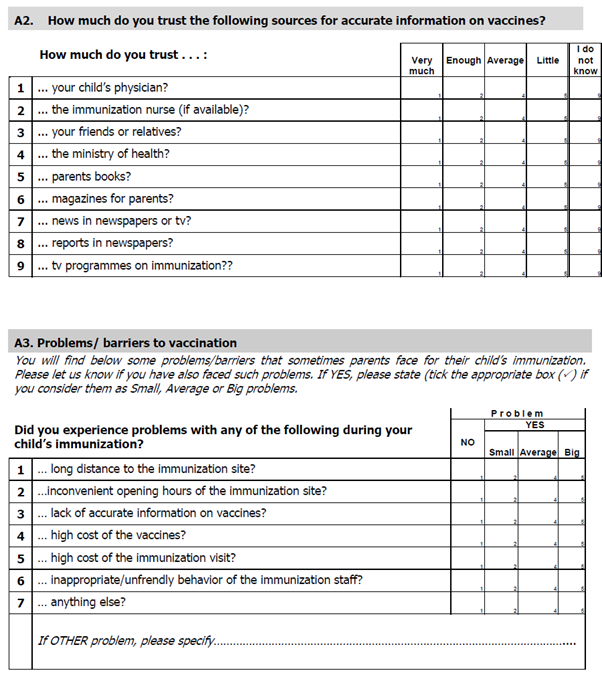 A2. How much do you trust the following sources for accurate information on vaccines?
How much do you trust . . . :
Very much
Enough
Average
Little
I do not know
1 ... your child's physician? 1 2 4 5 9
2 ... the immunization nurse (if available)? 1 2 4 5 9
3 ... your friends or relatives? 1 2 4 5 9
4 ... the ministry of health? 1 2 4 5 9
5 ... parents books? 1 2 4 5 9
6 ... magazines for parents? 1 2 4 5 9
7 ... news in newspapers or tv? 1 2 4 5 9
8 ... reports in newspapers? 1 2 4 5 9
9 ... tv programmes on immunization?? 1 2 4 5 9
A3. Problems/ barriers to vaccination
You will find below some problems/barriers that sometimes parents face for their child's immunization.
Please let us know if you have also faced such problems. If YES, please state (tick the appropriate box (✓) if
you consider them as Small, Average or Big problems.
Did you experience problems with any of the following during your
child's immunization?
Problem
NO
YES
Small Average Big
1 ... long distance to the immunization site? 1 2 4 5
2 ...inconvenient opening hours of the immunization site? 1 2 4 5
3 ... lack of accurate information on vaccines? 1 2 4 5
4 ... high cost of the vaccines? 1 2 4 5
5 ... high cost of the immunization visit? 1 2 4 5
6 ... inappropriate/unfrendly behavior of the immunization staff? 1 2 4 5
7 ... anything else? 1 2 4 5
If OTHER problem, please specify....................................................................................................